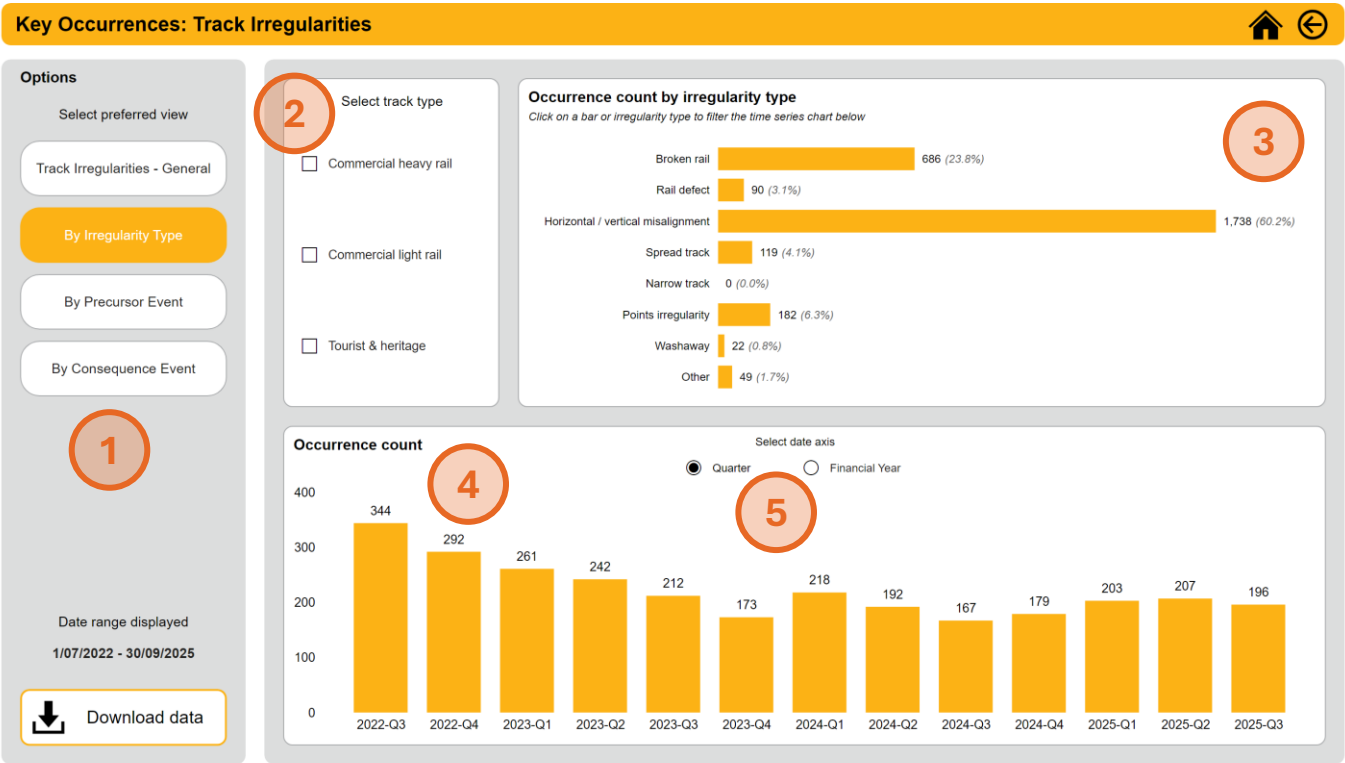 Key Occurrences: Track Irregularities
Options
Select preferred view
Track Irregularities - General
By Irregularity Type
By Precursor Event
By Consequence Event
1
Date range displayed
1/07/2022 - 30/09/2025
Download data
2
Select track type
Commercial heavy rail
Commercial light rail
Tourist & heritage
Occurrence count by irregularity type
Click on a bar or irregularity type to filter the time series chart below
3
Broken rail 686 (23.8%)
Rail defect 90 (3.1%)
Horizontal / vertical misalignment 1,738 (60.2%)
Spread track 119 (4.1%)
Narrow track 0 (0.0%)
Points irregularity 182 (6.3%)
Washaway 22 (0.8%)
Other 49 (1.7%)
Occurrence count
4
Select date axis
Quarter Financial Year
5
400
300
200
100
0
344 292 261 242 212 173 218 192 167 179 203 207 196
2022-Q3 2022-Q4 2023-Q1 2023-Q2 2023-Q3 2023-Q4 2024-Q1 2024-Q2 2024-Q3 2024-Q4 2025-Q1 2025-Q2 2025-Q3